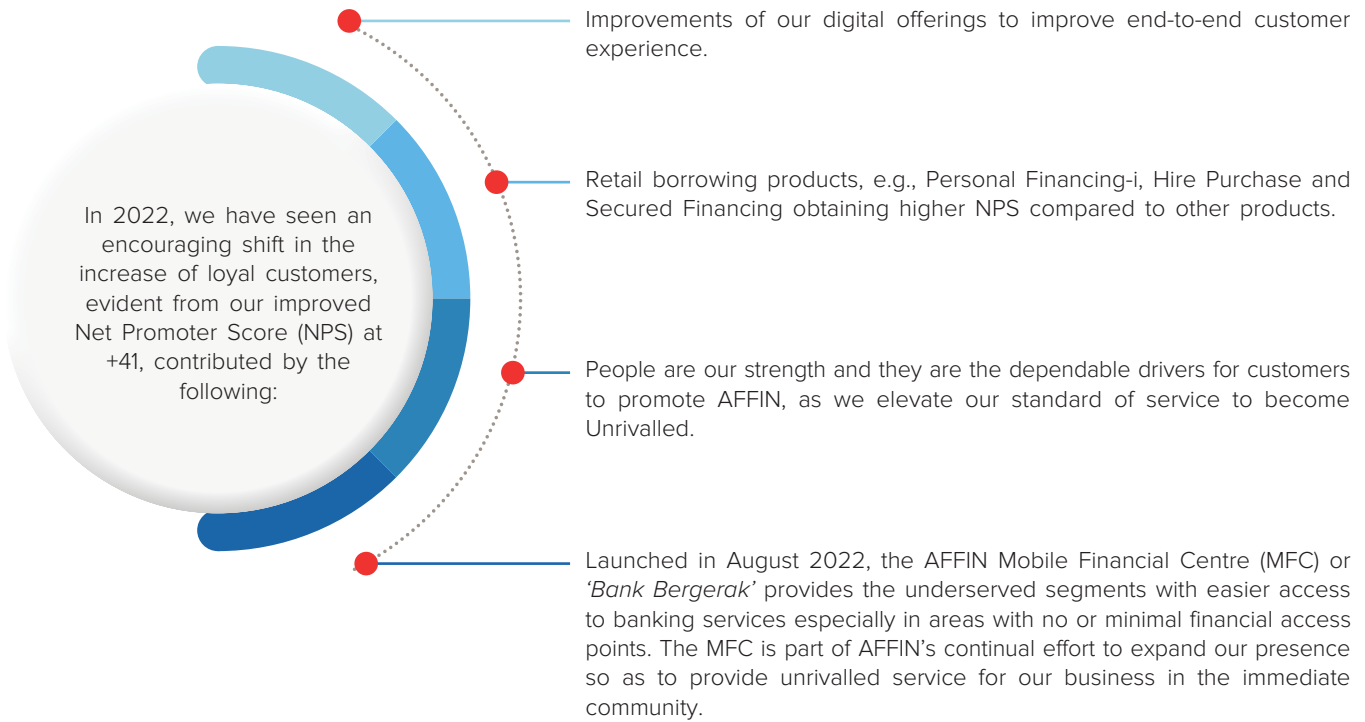 Improvements of our digital offerings to improve end-to-end customer
experience.
Retail borrowing products, e.g., Personal Financing-i, Hire Purchase and
Secured Financing obtaining higher NPS compared to other products.
In 2022, we have seen an
encouraging shift in the
increase of loyal customers,
evident from our improved
Net Promoter Score (NPS) at
+41, contributed by the
following:
People are our strength and they are the dependable drivers for customers
to promote AFFIN, as we elevate our standard of service to become
Unrivalled.
Launched in August 2022, the AFFIN Mobile Financial Centre (MFC) or
‘Bank Bergerak’ provides the underserved segments with easier access
to banking services especially in areas with no or minimal financial access
points. The MFC is part of AFFIN’s continual effort to expand our presence
so as to provide unrivalled service for our business in the immediate
community.